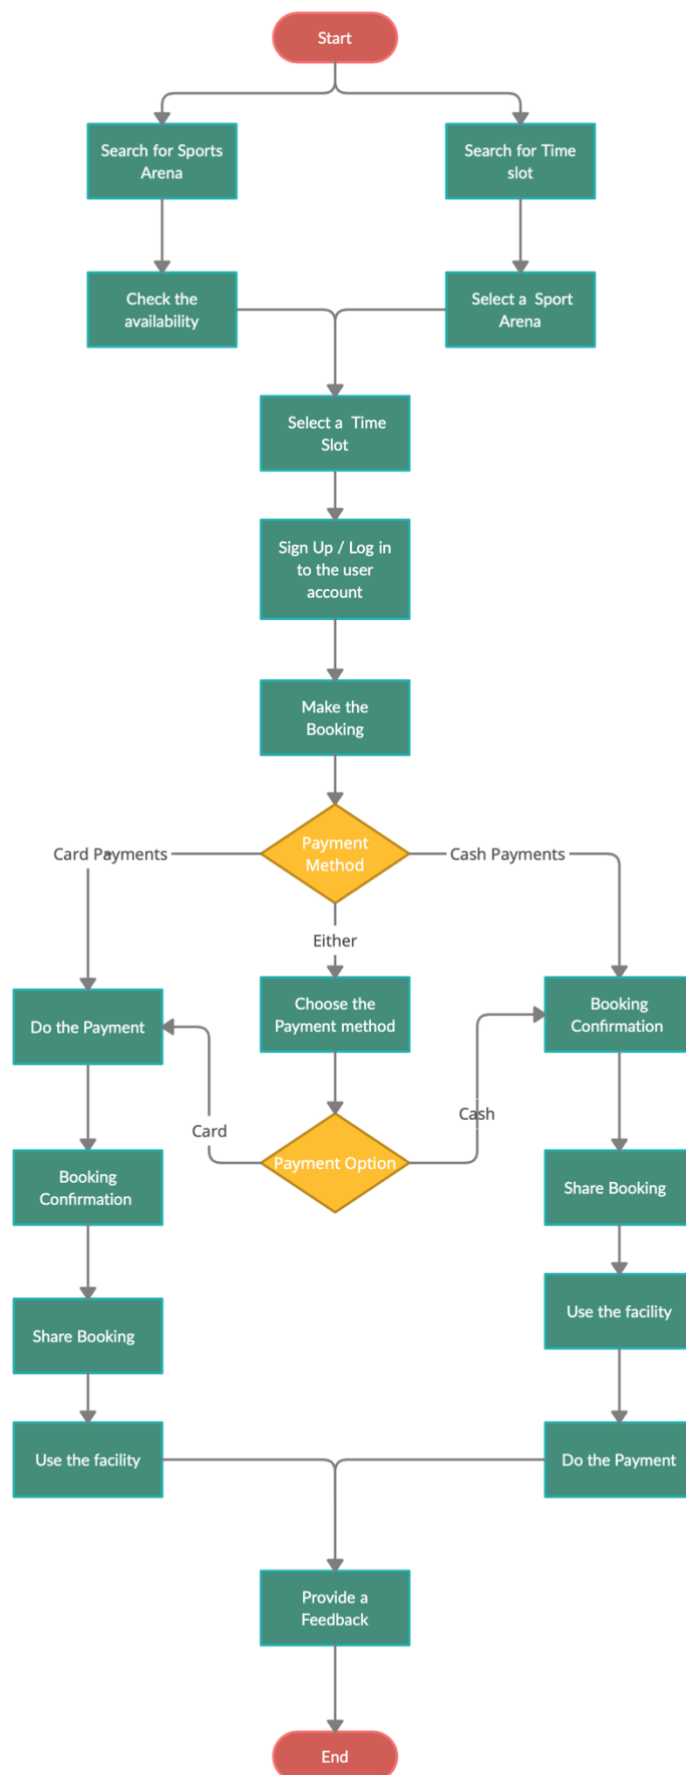 Start
Search for Sports
Arena
Search for Time
slot
Check the
availability
Select a  Sport
Arena
Select a  Time
Slot
Sign Up / Log in
to the user
account
Make the
Booking
Payment
Method
Card Payments
Cash Payments
Either
Do the Payment
Choose the
Payment method
Booking
Confirmation
Card
Cash
Payment Option
Booking
Confirmation
Share Booking
Share Booking
Use the facility
Use the facility
Do the Payment
Provide a
Feedback
End